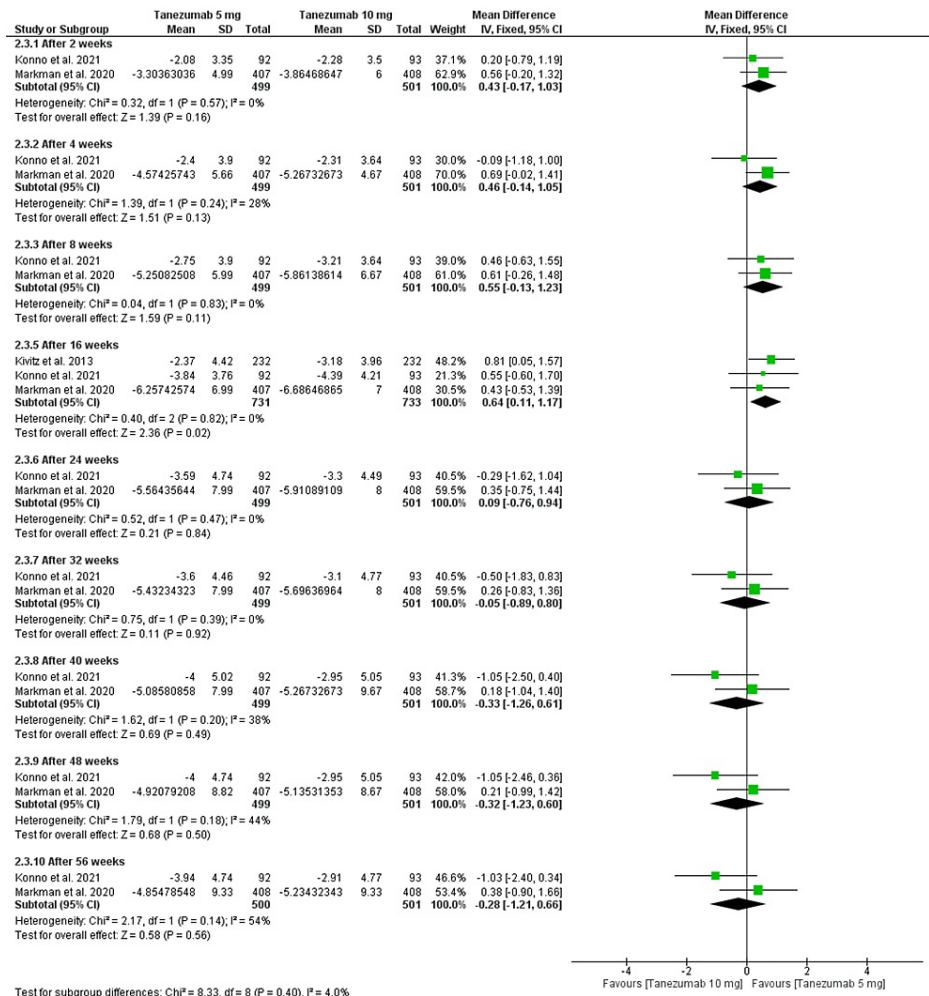 Tanezumab 5 mg Tanezumab 10 mg Mean Difference Mean Difference
Study or Subgroup Mean SD Total Mean SD Total Weight IV, Fixed, 95% CI IV, Fixed, 95% CI
2.3.1 After 2 weeks
Konno et al. 2021 -2.08 3.35 92 -2.28 3.5 93 37.1% 0.20 [-0.79, 1.19]
Markman et al. 2020 -3.30363036 4.99 407 -3.86468647 6 408 62.9% 0.56 [-0.20, 1.32]
Subtotal (95% CI) 499 501 100.0% 0.43 [-0.17, 1.03]
Heterogeneity: Chi² = 0.32, df = 1 (P = 0.57); I² = 0%
Test for overall effect: Z = 1.39 (P = 0.16)
2.3.2 After 4 weeks
Konno et al. 2021 -2.4 3.9 92 -2.31 3.64 93 30.0% -0.09 [-1.18, 1.00]
Markman et al. 2020 -4.57425743 5.66 407 -5.26732673 4.67 408 70.0% 0.69 [-0.02, 1.41]
Subtotal (95% CI) 499 501 100.0% 0.46 [-0.14, 1.05]
Heterogeneity: Chi² = 1.39, df = 1 (P = 0.24); I² = 28%
Test for overall effect: Z = 1.51 (P = 0.13)
2.3.3 After 8 weeks
Konno et al. 2021 -2.75 3.9 92 -3.21 3.64 93 39.0% 0.46 [-0.63, 1.55]
Markman et al. 2020 -5.25082508 5.99 407 -5.86138614 6.67 408 61.0% 0.61 [-0.26, 1.48]
Subtotal (95% CI) 499 501 100.0% 0.55 [-0.13, 1.23]
Heterogeneity: Chi² = 0.04, df = 1 (P = 0.83); I² = 0%
Test for overall effect: Z = 1.59 (P = 0.11)
2.3.5 After 16 weeks
Kivitz et al. 2013 -2.37 4.42 232 -3.18 3.96 232 48.2% 0.81 [0.05, 1.57]
Konno et al. 2021 -3.84 3.76 92 -4.39 4.21 93 21.3% 0.55 [-0.60, 1.70]
Markman et al. 2020 -6.25742574 6.99 407 -6.68646865 7 408 30.5% 0.43 [-0.53, 1.39]
Subtotal (95% CI) 731 733 100.0% 0.64 [0.11, 1.17]
Heterogeneity: Chi² = 0.40, df = 2 (P = 0.82); I² = 0%
Test for overall effect: Z = 2.36 (P = 0.02)
2.3.6 After 24 weeks
Konno et al. 2021 -3.59 4.74 92 -3.3 4.49 93 40.5% -0.29 [-1.62, 1.04]
Markman et al. 2020 -5.56435644 7.99 407 -5.91089109 8 408 59.5% 0.35 [-0.75, 1.44]
Subtotal (95% CI) 499 501 100.0% 0.09 [-0.76, 0.94]
Heterogeneity: Chi² = 0.52, df = 1 (P = 0.47); I² = 0%
Test for overall effect: Z = 0.21 (P = 0.84)
2.3.7 After 32 weeks
Konno et al. 2021 -3.6 4.46 92 -3.1 4.77 93 40.5% -0.50 [-1.83, 0.83]
Markman et al. 2020 -5.43234323 7.99 407 -5.69636964 8 408 59.5% 0.26 [-0.83, 1.36]
Subtotal (95% CI) 499 501 100.0% -0.05 [-0.89, 0.80]
Heterogeneity: Chi² = 0.75, df = 1 (P = 0.39); I² = 0%
Test for overall effect: Z = 0.11 (P = 0.92)
2.3.8 After 40 weeks
Konno et al. 2021 -4 5.02 92 -2.95 5.05 93 41.3% -1.05 [-2.50, 0.40]
Markman et al. 2020 -5.08580858 7.99 407 -5.26732673 9.67 408 58.7% 0.18 [-1.04, 1.40]
Subtotal (95% CI) 499 501 100.0% -0.33 [-1.26, 0.61]
Heterogeneity: Chi² = 1.62, df = 1 (P = 0.20); I² = 38%
Test for overall effect: Z = 0.69 (P = 0.49)
2.3.9 After 48 weeks
Konno et al. 2021 -4 4.74 92 -2.95 5.05 93 42.0% -1.05 [-2.46, 0.36]
Markman et al. 2020 -4.92079208 8.82 407 -5.13531353 8.67 408 58.0% 0.21 [-0.99, 1.42]
Subtotal (95% CI) 499 501 100.0% -0.32 [-1.23, 0.60]
Heterogeneity: Chi² = 1.79, df = 1 (P = 0.18); I² = 44%
Test for overall effect: Z = 0.68 (P = 0.50)
2.3.10 After 56 weeks
Konno et al. 2021 -3.94 4.74 92 -2.91 4.77 93 46.6% -1.03 [-2.40, 0.34]
Markman et al. 2020 -4.85478548 9.33 408 -5.23432343 9.33 408 53.4% 0.38 [-0.90, 1.66]
Subtotal (95% CI) 500 501 100.0% -0.28 [-1.21, 0.66]
Heterogeneity: Chi² = 2.17, df = 1 (P = 0.14); I² = 54%
Test for overall effect: Z = 0.58 (P = 0.56)
-4 -2 0 2 4
Favours [Tanezumab 10 mg] Favours [Tanezumab 5 mg]
Test for subgroup differences: Chi² = 8.33, df = 8 (P = 0.40), I² = 4.0%